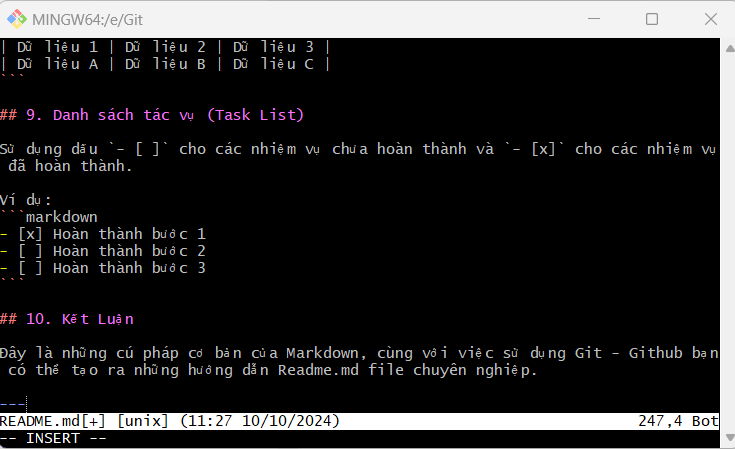 MINGW64:/e/Git
| Dữ liệu 1 | Dữ liệu 2 | Dữ liệu 3 |
| Dữ liệu A | Dữ liệu B | Dữ liệu C |
```
## 9. Danh sách tác vụ (Task List)
Sử dụng dấu `- [ ]` cho các nhiệm vụ chưa hoàn thành và `- [x]` cho các nhiệm vụ
đã hoàn thành.
Ví dụ:
```markdown
- [x] Hoàn thành bước 1
- [ ] Hoàn thành bước 2
- [ ] Hoàn thành bước 3
```
## 10. Kết Luận
Đây là những cú pháp cơ bản của Markdown, cùng với việc sử dụng Git - Github bạn
có thể tạo ra những hướng dẫn Readme.md file chuyên nghiệp.
---
README.md[+] [unix] (11:27 10/10/2024) 247,4 Bot
-- INSERT --